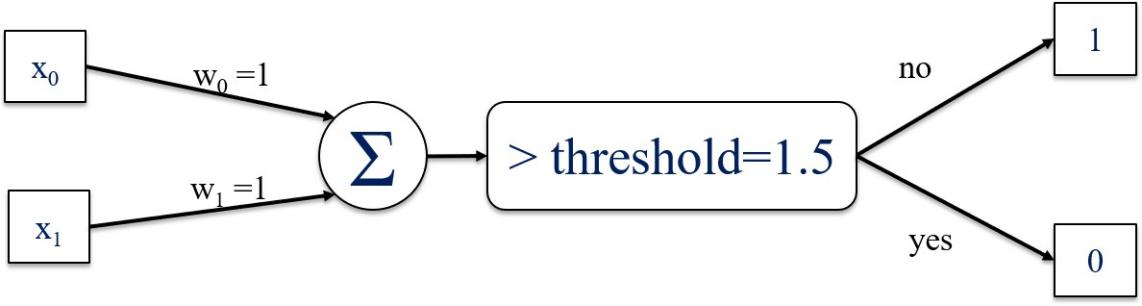 x₀
w₀ =1
x₁
w₁ =1
Σ
> threshold=1.5
no
1
yes
0